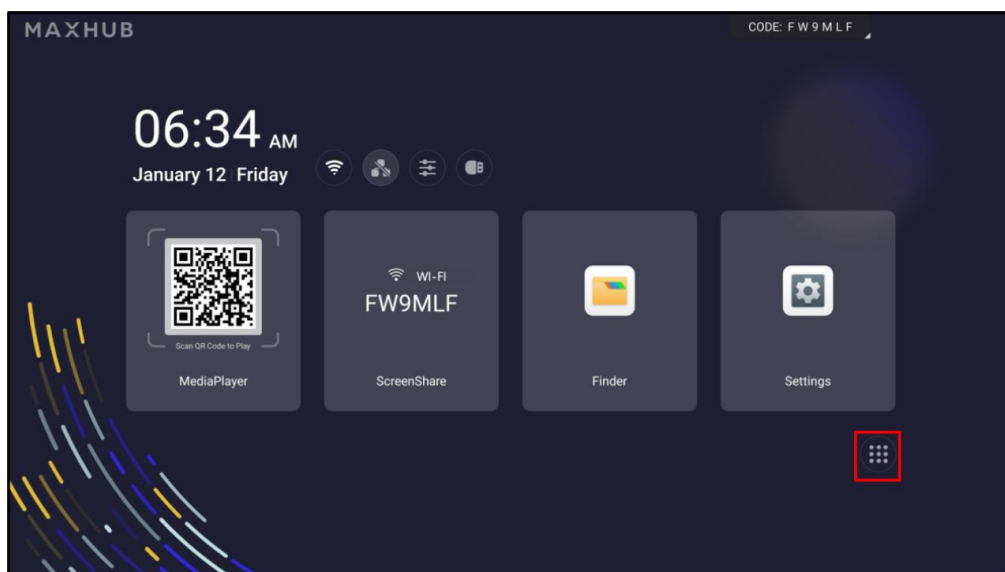 MAXHUB
CODE: F W 9 M L F
06:34 AM
January 12 Friday
WI-FI
FW9MLF
Scan QR Code to Play
MediaPlayer
ScreenShare
Finder
Settings